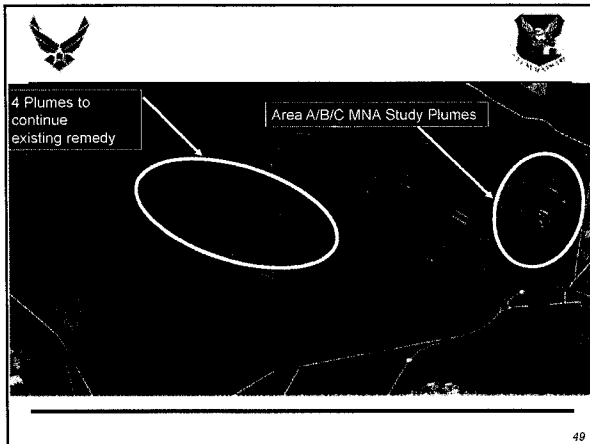 4 Plumes to
continue
existing remedy
Area A/B/C MNA Study Plumes
49